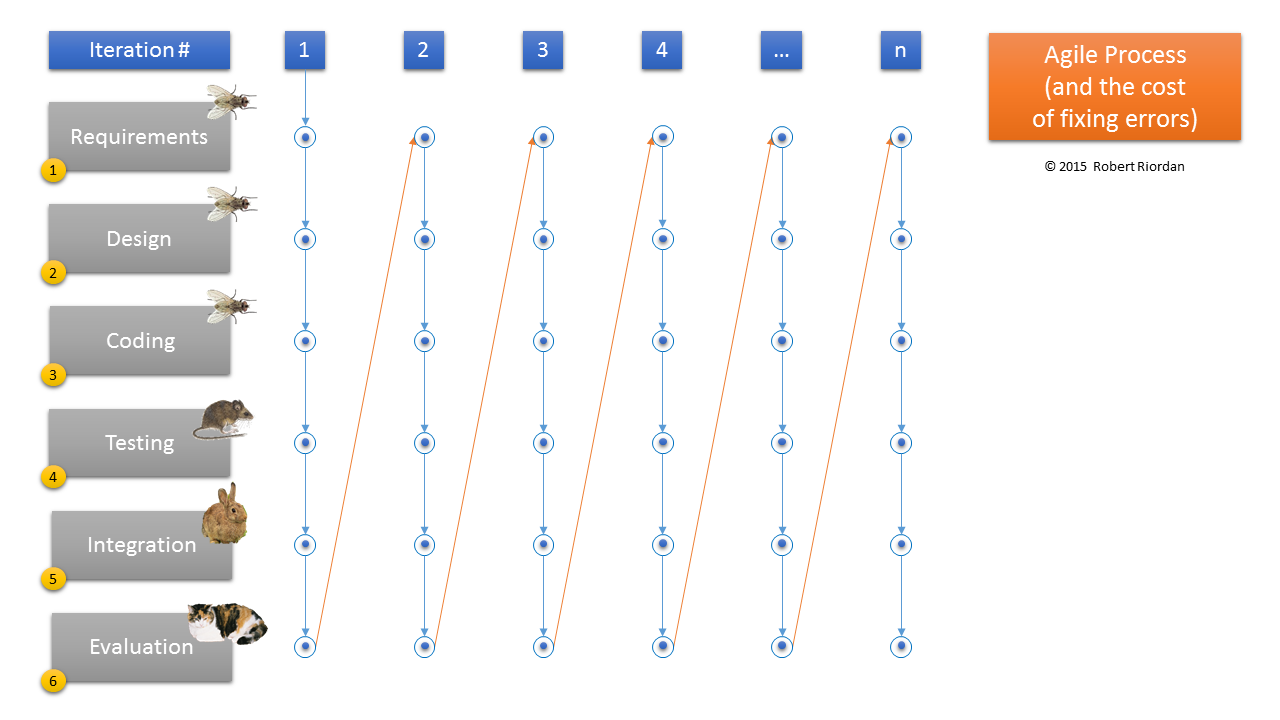 Iteration #
1
2
3
4
...
n
Agile Process
(and the cost
of fixing errors)
© 2015 Robert Riordan
Requirements
1
Design
2
Coding
3
Testing
4
Integration
5
Evaluation
6